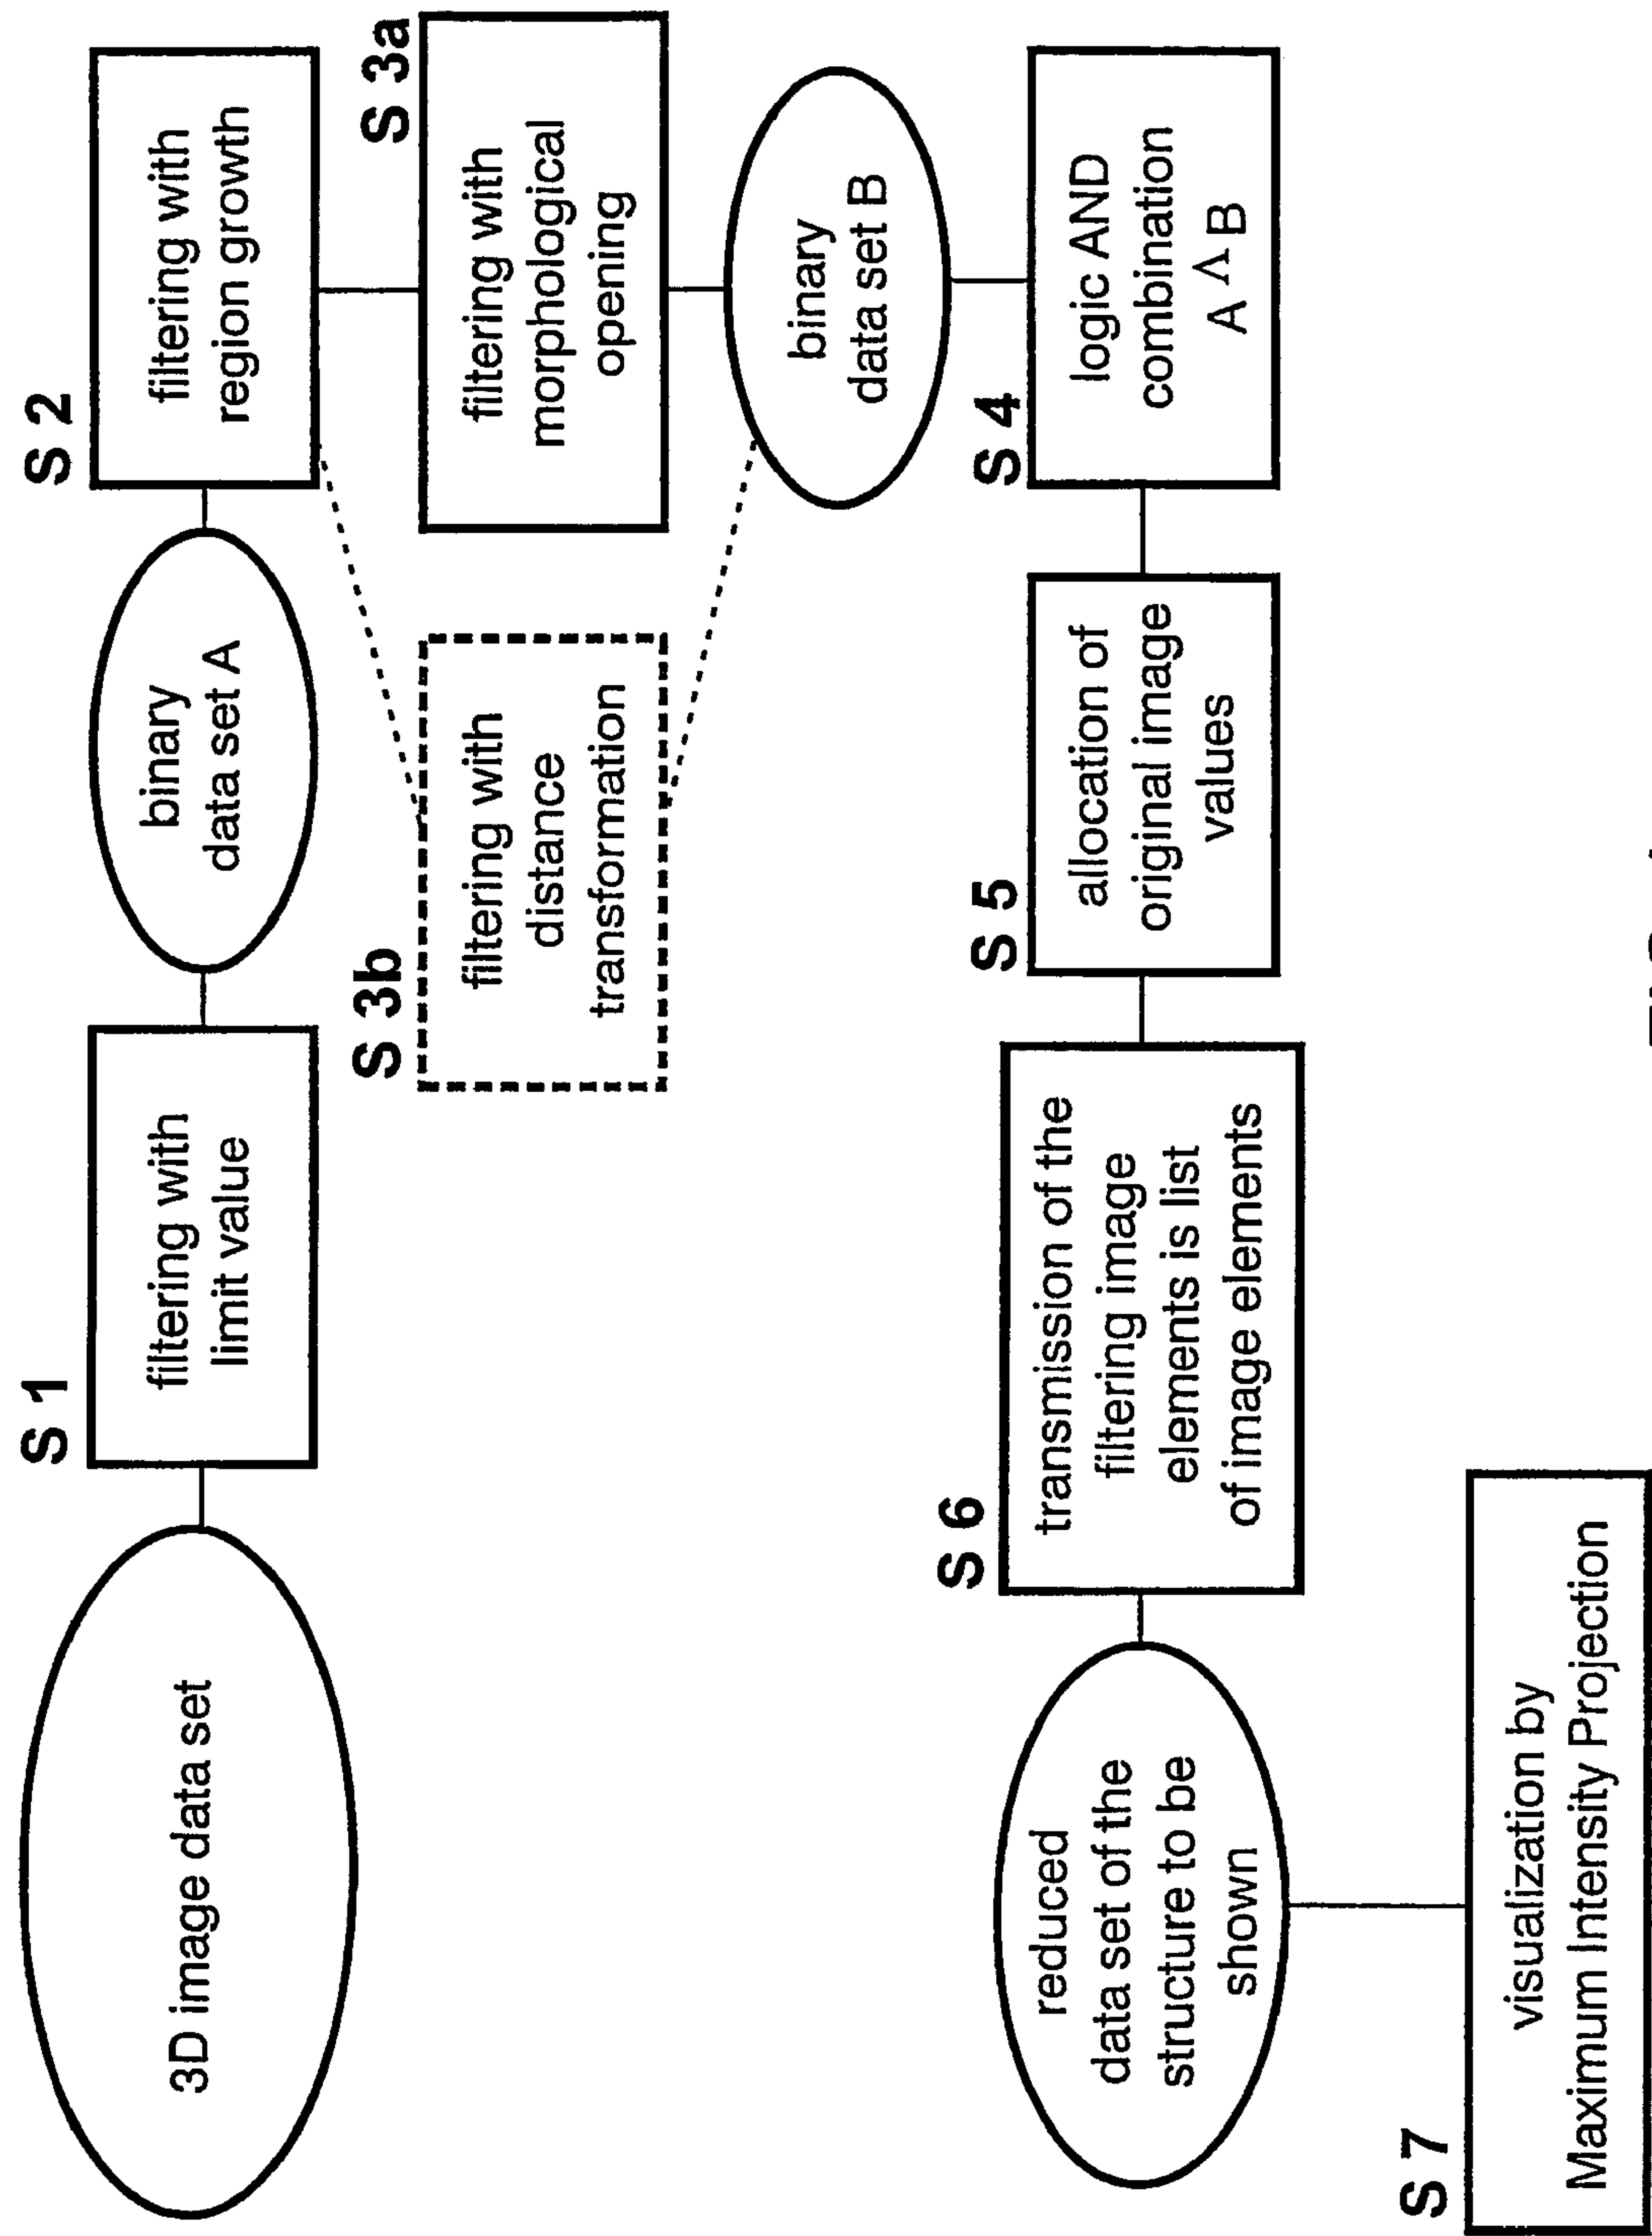 3D image data set
S 1
filtering with
limit value
binary
data set A
S 2
filtering with
region growth
S 3b
filtering with
distance
transformation
S 3a
filtering with
morphological
opening
binary
data set B
S 4
logic AND
combination
A ^ B
S 5
allocation of
original image
values
S 6
transmission of the
filtering image
elements is list
of image elements
reduced
data set of the
structure to be
shown
S 7
visualization by
Maximum Intensity Projection